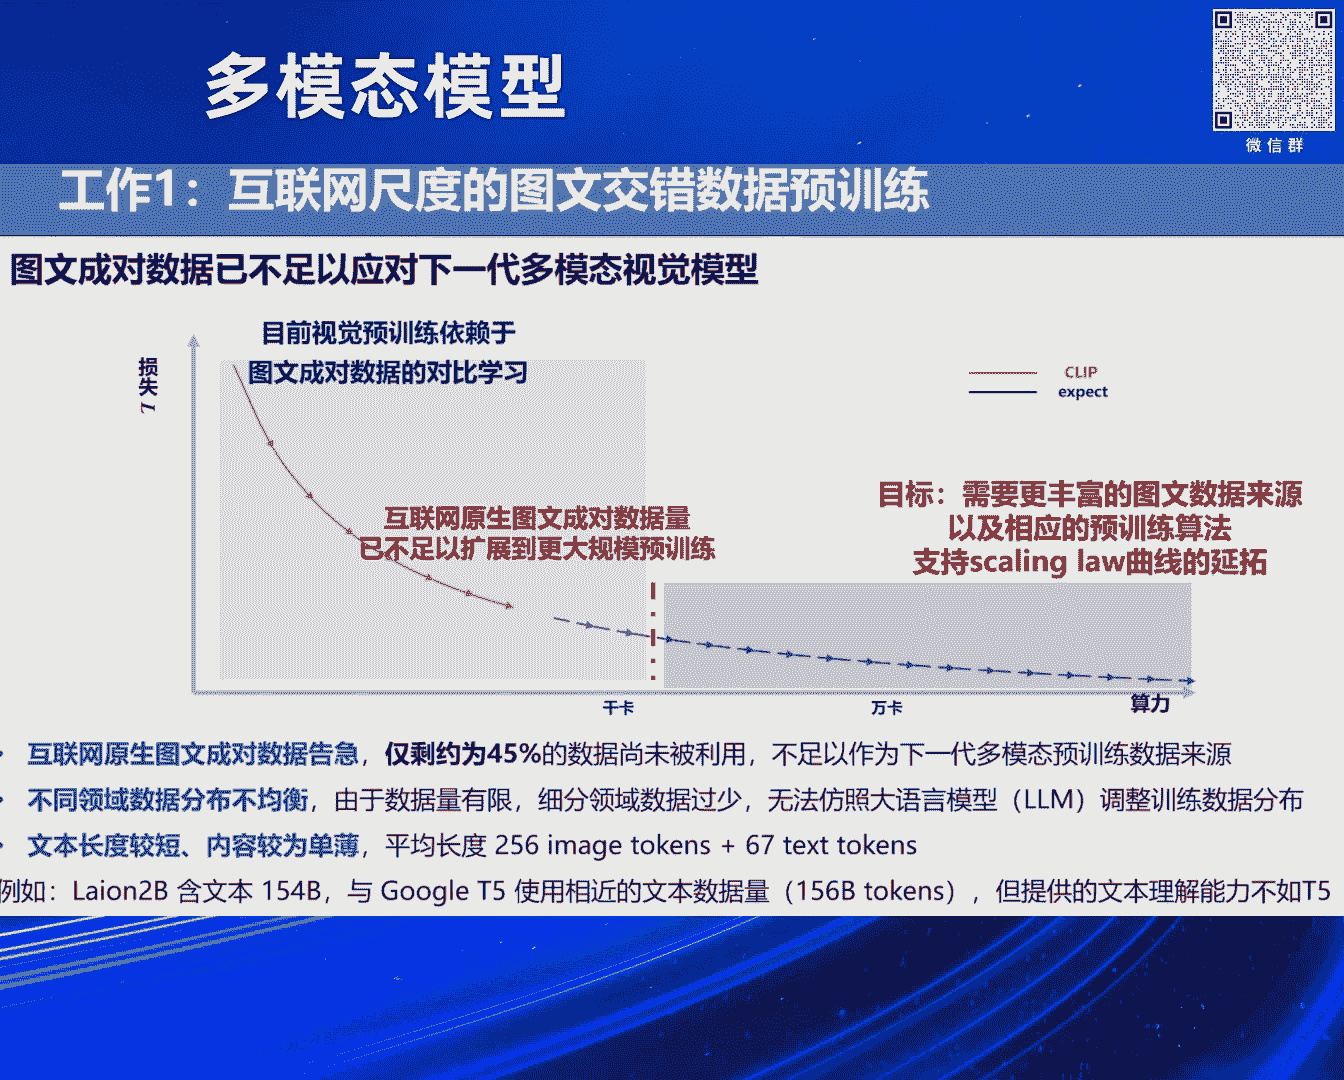 多模态模型
微信群
工作1：互联网尺度的图文交错数据预训练
图文成对数据已不足以应对下一代多模态视觉模型
目前视觉预训练依赖于
图文成对数据的对比学习
损失 L
CLIP
expect
互联网原生图文成对数据量
已不足以扩展到更大规模预训练
目标：需要更丰富的图文数据来源
以及相应的预训练算法
支持scaling law曲线的延拓
千卡
万卡
算力
互联网原生图文成对数据告急，仅剩约为45%的数据尚未被利用，不足以作为下一代多模态预训练数据来源
不同领域数据分布不均衡，由于数据量有限，细分领域数据过少，无法仿照大语言模型（LLM）调整训练数据分布
文本长度较短、内容较为单薄，平均长度 256 image tokens + 67 text tokens
例如：Laion2B 含文本 154B，与 Google T5 使用相近的文本数据量（156B tokens），但提供的文本理解能力不如T5